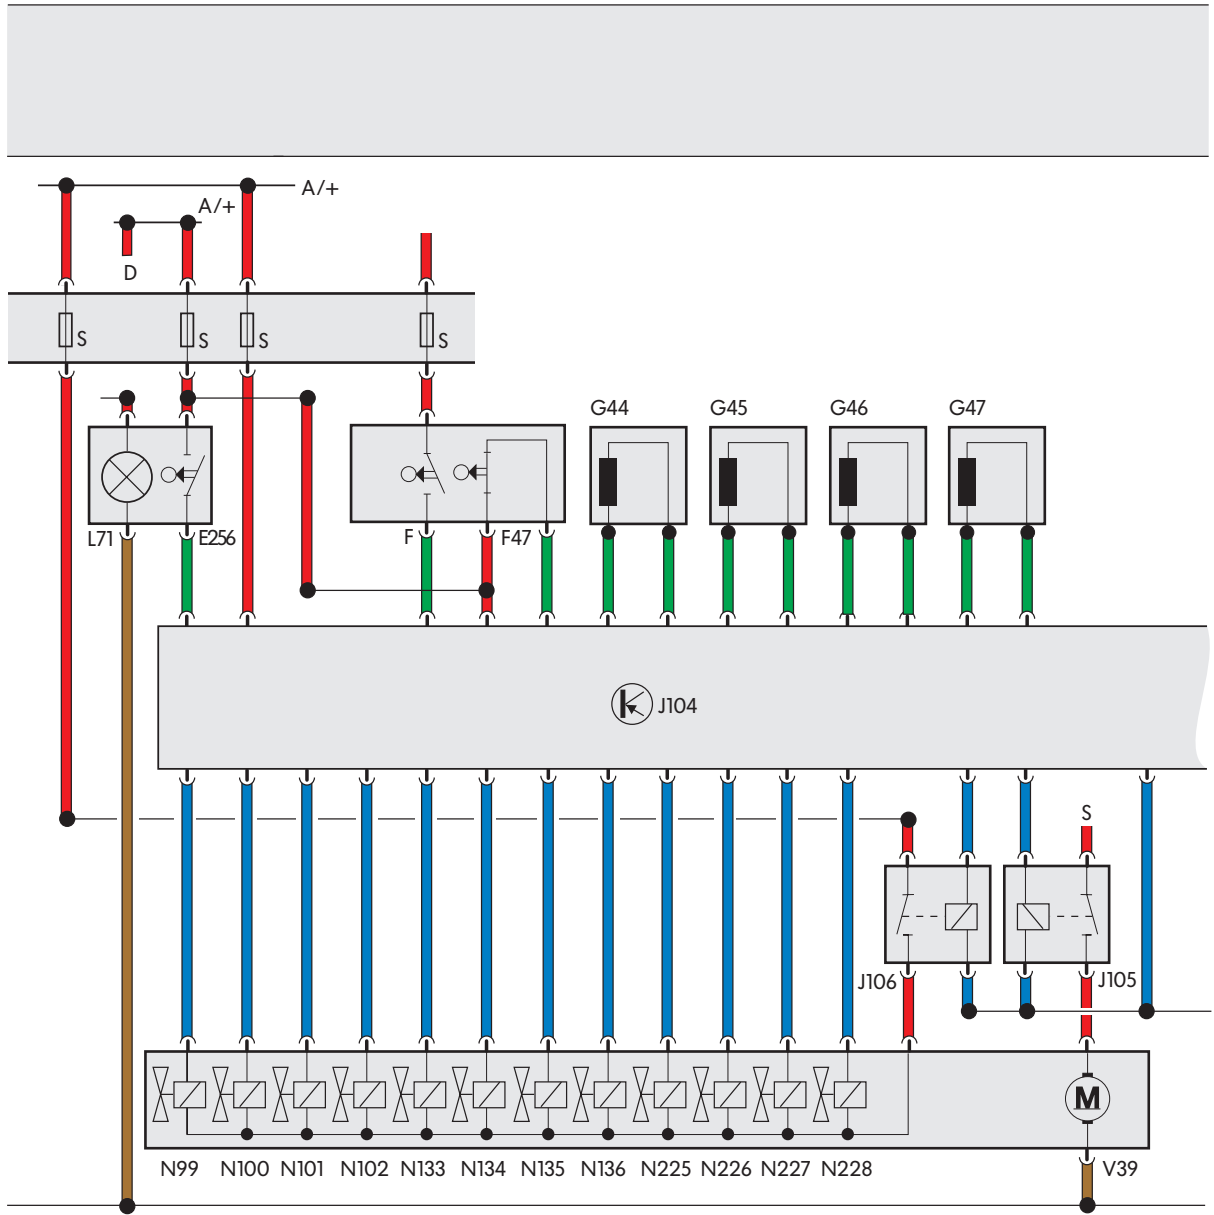 A/+
A/+
D
S S S S
G44 G45 G46 G47
L71 E256 F F47
J104
S
J106 J105
M
N99 N100 N101 N102 N133 N134 N135 N136 N225 N226 N227 N228 V39